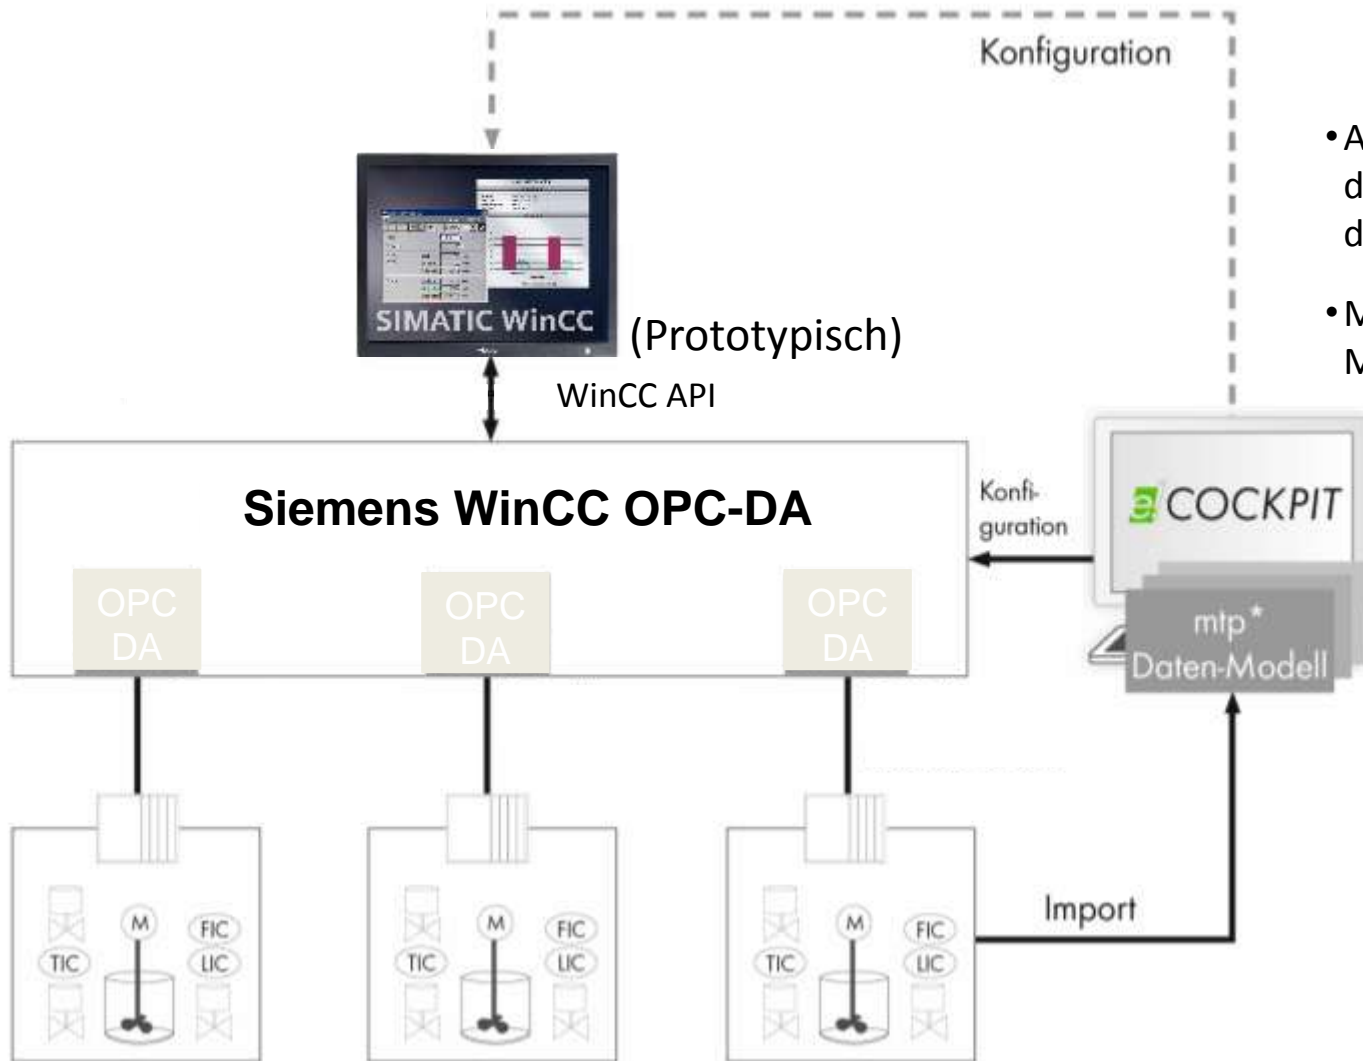 Konfiguration
SIMATIC WinCC
(Prototypisch)
WinCC API
Siemens WinCC OPC-DA
Konfi-
guration
e!COCKPIT
OPC
DA
OPC
DA
OPC
DA
mtp*
Daten-Modell
Import
M
FIC
TIC
LIC
M
FIC
TIC
LIC
M
FIC
TIC
LIC